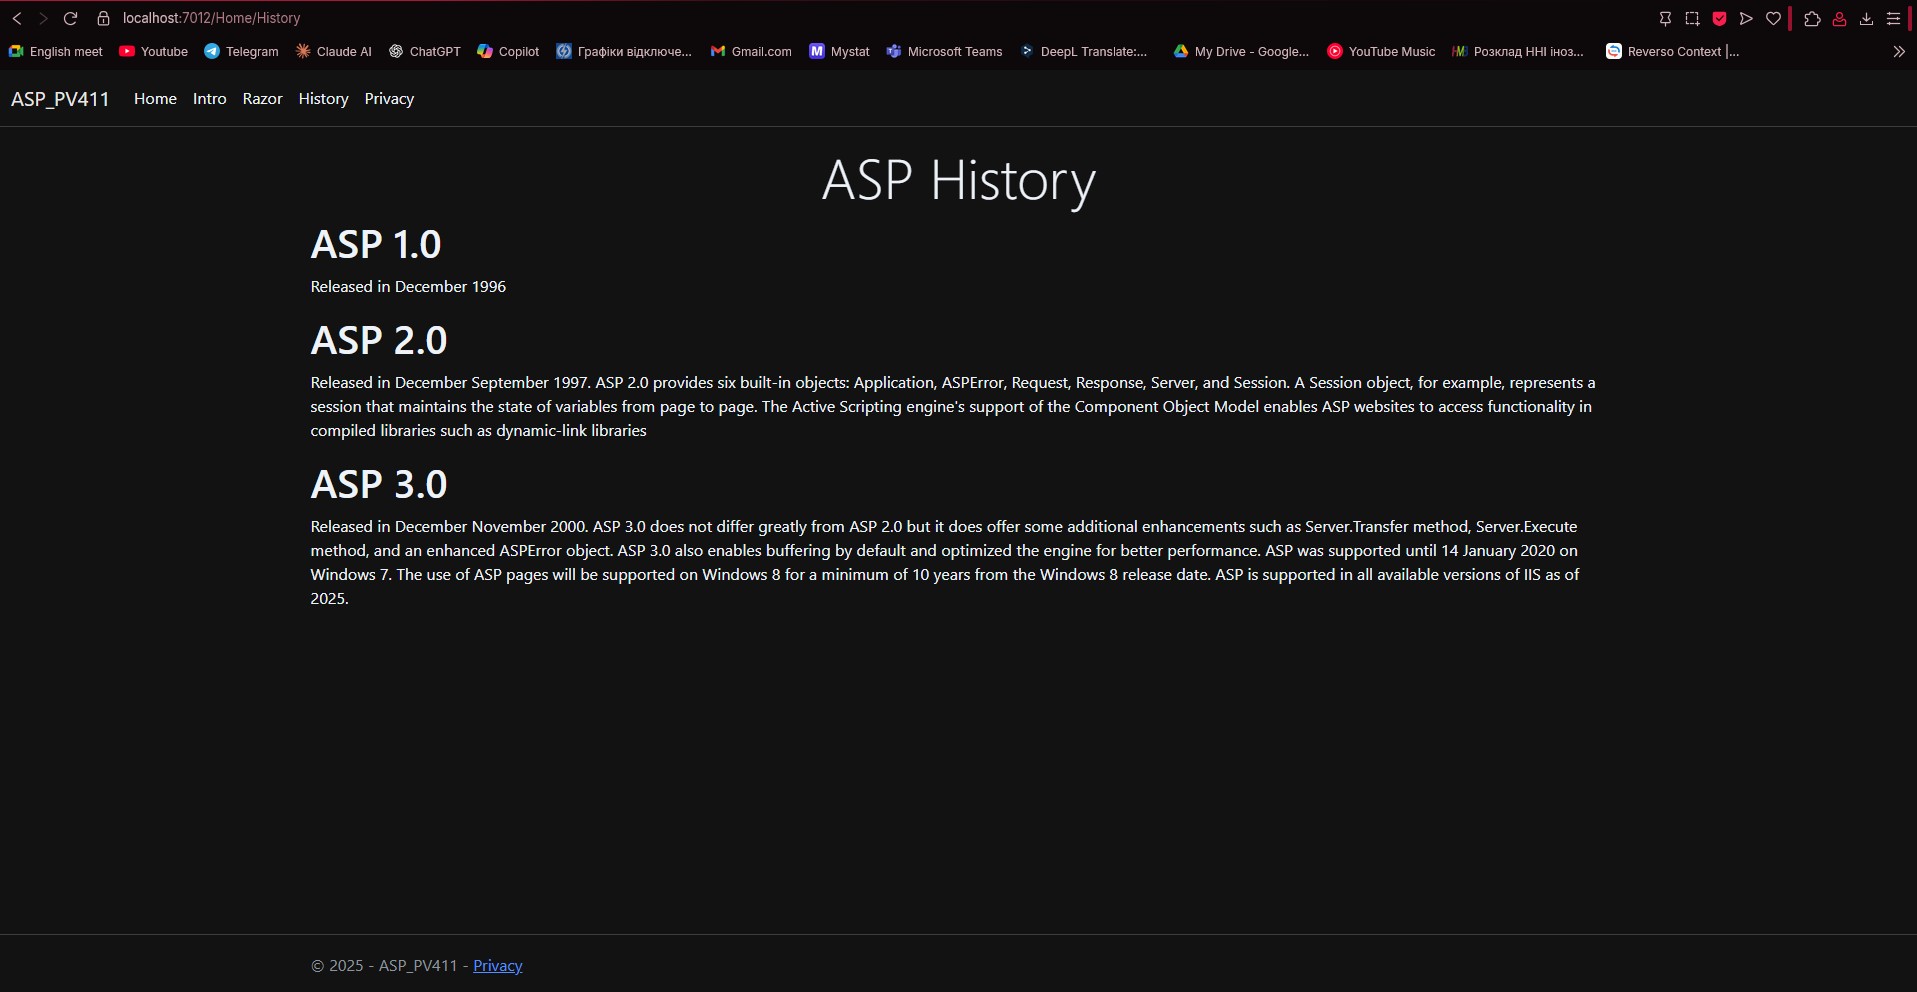 localhost:7012/Home/History
English meet Youtube Telegram Claude AI ChatGPT Copilot Графіки відключе... Gmail.com Mystat Microsoft Teams DeepL Translate:... My Drive - Google... YouTube Music Розклад ННІ іноз... Reverso Context |...
ASP_PV411 Home Intro Razor History Privacy
ASP History
ASP 1.0
Released in December 1996
ASP 2.0
Released in December September 1997. ASP 2.0 provides six built-in objects: Application, ASPError, Request, Response, Server, and Session. A Session object, for example, represents a
session that maintains the state of variables from page to page. The Active Scripting engine's support of the Component Object Model enables ASP websites to access functionality in
compiled libraries such as dynamic-link libraries
ASP 3.0
Released in December November 2000. ASP 3.0 does not differ greatly from ASP 2.0 but it does offer some additional enhancements such as Server.Transfer method, Server.Execute
method, and an enhanced ASPError object. ASP 3.0 also enables buffering by default and optimized the engine for better performance. ASP was supported until 14 January 2020 on
Windows 7. The use of ASP pages will be supported on Windows 8 for a minimum of 10 years from the Windows 8 release date. ASP is supported in all available versions of IIS as of
2025.
© 2025 - ASP_PV411 - Privacy